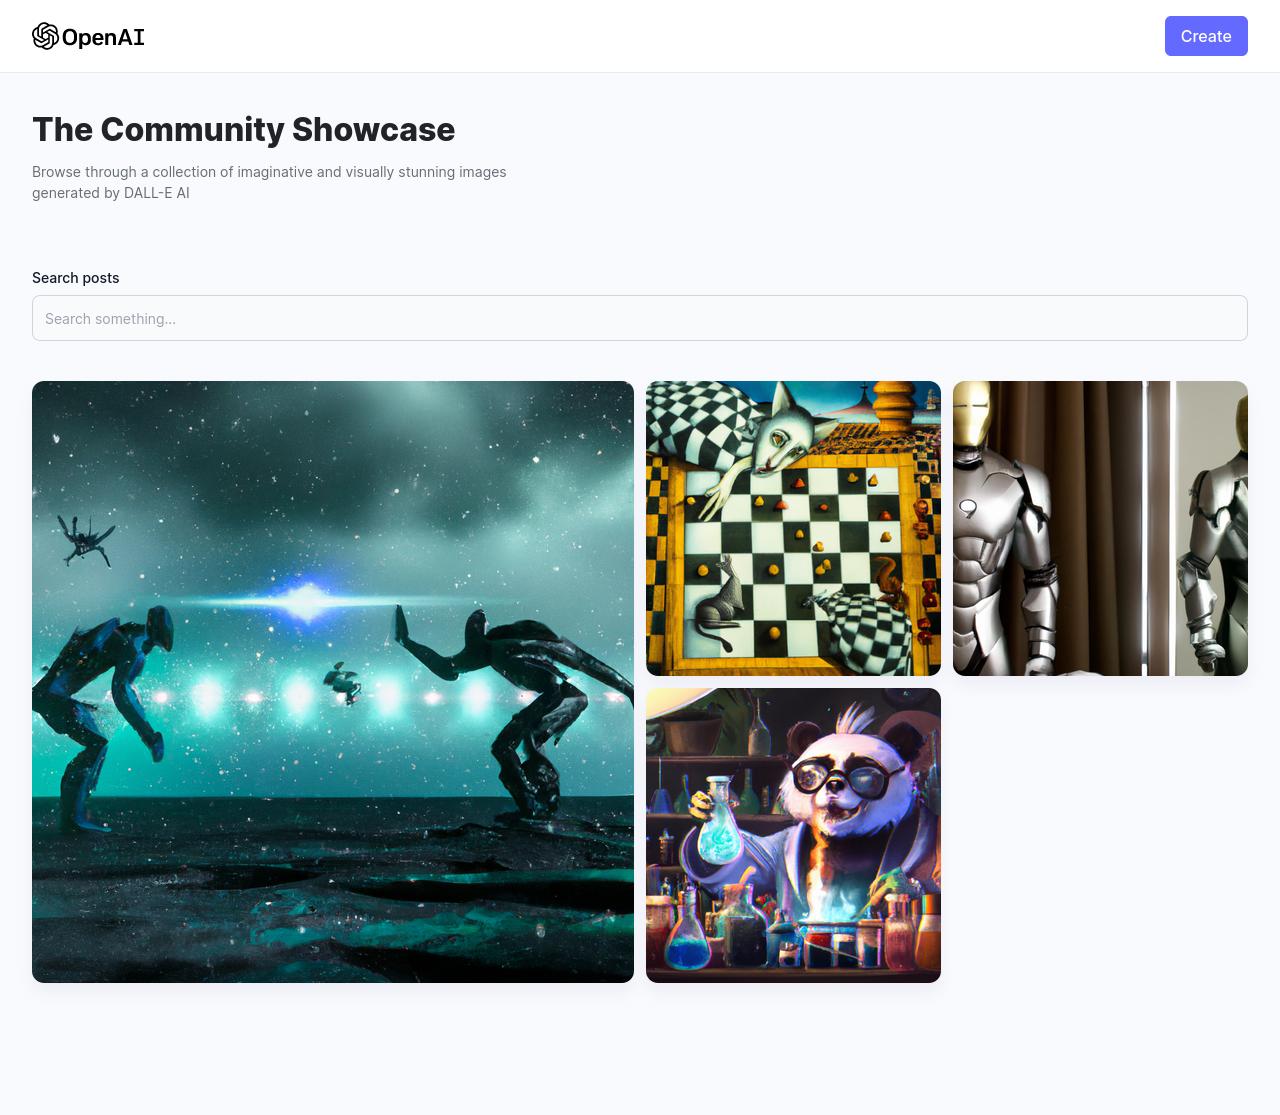 OpenAI
Create
The Community Showcase
Browse through a collection of imaginative and visually stunning images
generated by DALL-E AI
Search posts
Search something...